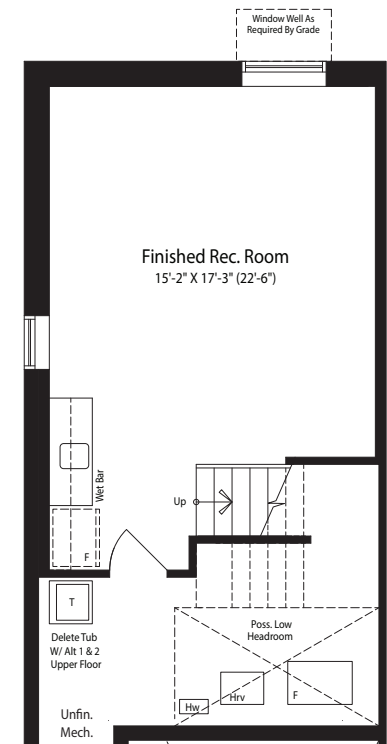 Window Well As
Required By Grade
Finished Rec. Room
15'-2" X 17'-3" (22'-6")
Wet Bar
Up
F
T
Delete Tub
W/ Alt 1 & 2
Upper Floor
Poss. Low
Headroom
Hw
Hrv
F
Unfin.
Mech.